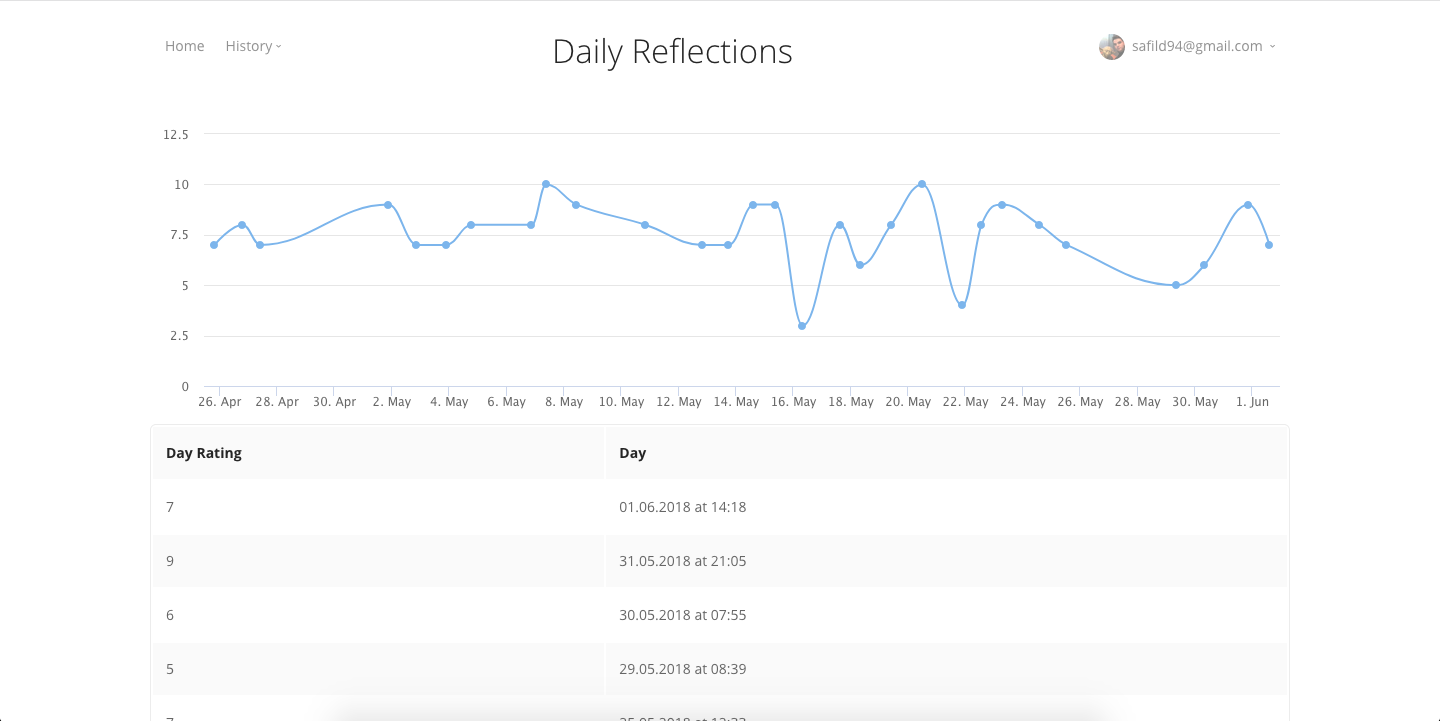 Home History safild94@gmail.com
Daily Reflections
12.5
10
7.5
5
2.5
0
26. Apr 28. Apr 30. Apr 2. May 4. May 6. May 8. May 10. May 12. May 14. May 16. May 18. May 20. May 22. May 24. May 26. May 28. May 30. May 1. Jun
Day Rating Day
7 01.06.2018 at 14:18
9 31.05.2018 at 21:05
6 30.05.2018 at 07:55
5 29.05.2018 at 08:39